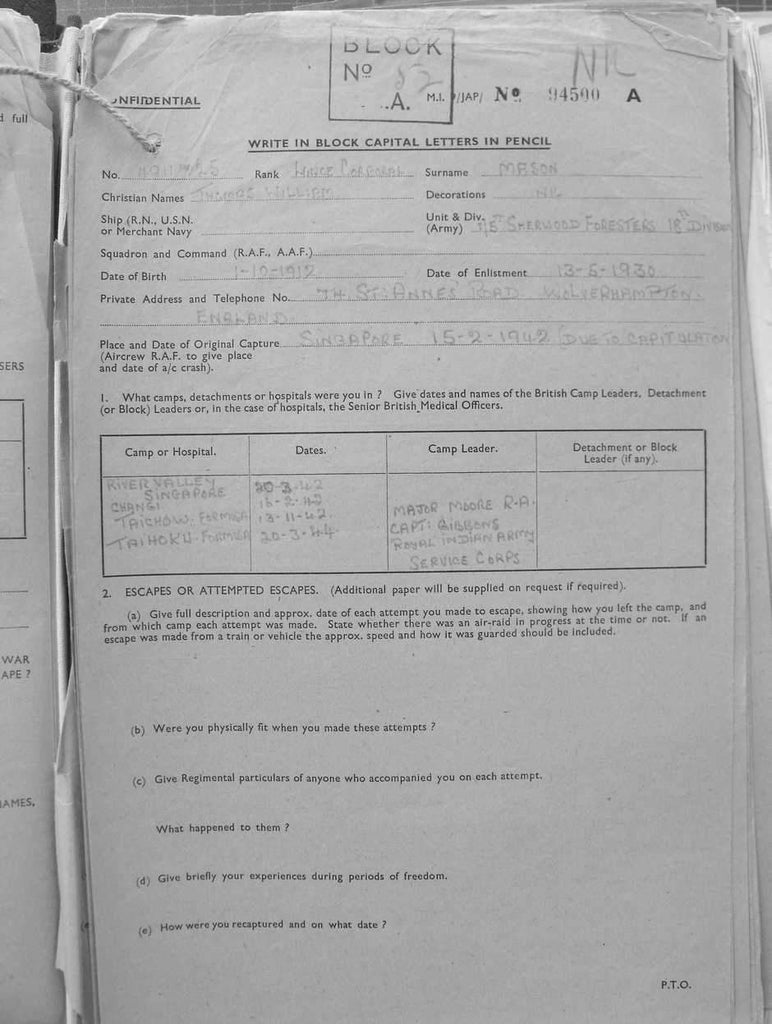 d full
SERS
WAR
APE ?
AMES,
BLOCK
No
A.
NIL
CONFIDENTIAL
M.I. /JAP/ No 94500 A
WRITE IN BLOCK CAPITAL LETTERS IN PENCIL
No. Rank LANCE CORPORAL Surname MASON
Christian Names THOMAS WILLIAM Decorations NIL
Ship (R.N., U.S.N.
or Merchant Navy
Unit & Div.
(Army) 1/5TH SHERWOOD FORESTERS 18TH DIVISION
Squadron and Command (R.A.F., A.A.F.)
Date of Birth 1-10-1912 Date of Enlistment 13-6-1930
Private Address and Telephone No. 74 ST: ANNES' ROAD WOLVERHAMPTON.
ENGLAND
Place and Date of Original Capture SINGAPORE 15-2-1942 (DUE TO CAPITULATION
(Aircrew R.A.F. to give place
and date of a/c crash).
1. What camps, detachments or hospitals were you in ? Give dates and names of the British Camp Leaders, Detachment
(or Block) Leaders or, in the case of hospitals, the Senior British Medical Officers.
Camp or Hospital. Dates. Camp Leader. Detachment or Block
Leader (if any).
RIVER VALLEY 20-3-42
SINGAPORE
CHANGI 16-2-42 MAJOR MOORE R.A.
TAICHOW. FORMOSA 13-11-42 CAPT: GIBBONS
TAIHOKU. FORMOSA 20-3-44 ROYAL INDIAN ARMY
SERVICE CORPS
2. ESCAPES OR ATTEMPTED ESCAPES. (Additional paper will be supplied on request if required).
(a) Give full description and approx. date of each attempt you made to escape, showing how you left the camp, and
from which camp each attempt was made. State whether there was an air-raid in progress at the time or not. If an
escape was made from a train or vehicle the approx. speed and how it was guarded should be included.
(b) Were you physically fit when you made these attempts ?
(c) Give Regimental particulars of anyone who accompanied you on each attempt.
What happened to them ?
(d) Give briefly your experiences during periods of freedom.
(e) How were you recaptured and on what date ?
P.T.O.